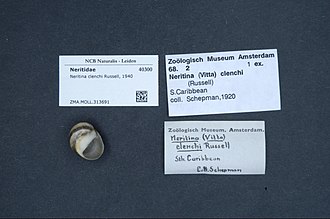 NCB Naturalis - Leiden
Neritidae 40300
Neritina clenchi Russell, 1940
ZMA.MOLL.313691
Zoölogisch Museum Amsterdam
68. 2 1 ex.
Neritina (Vitta) clenchi
(Russell)
S.Caribbean
coll. Schepman,1920
Zoölogisch Museum, Amsterdam.
Neritina (Vitta)
clenchi Russell
Sth. Caribbean
Coll. Schepman